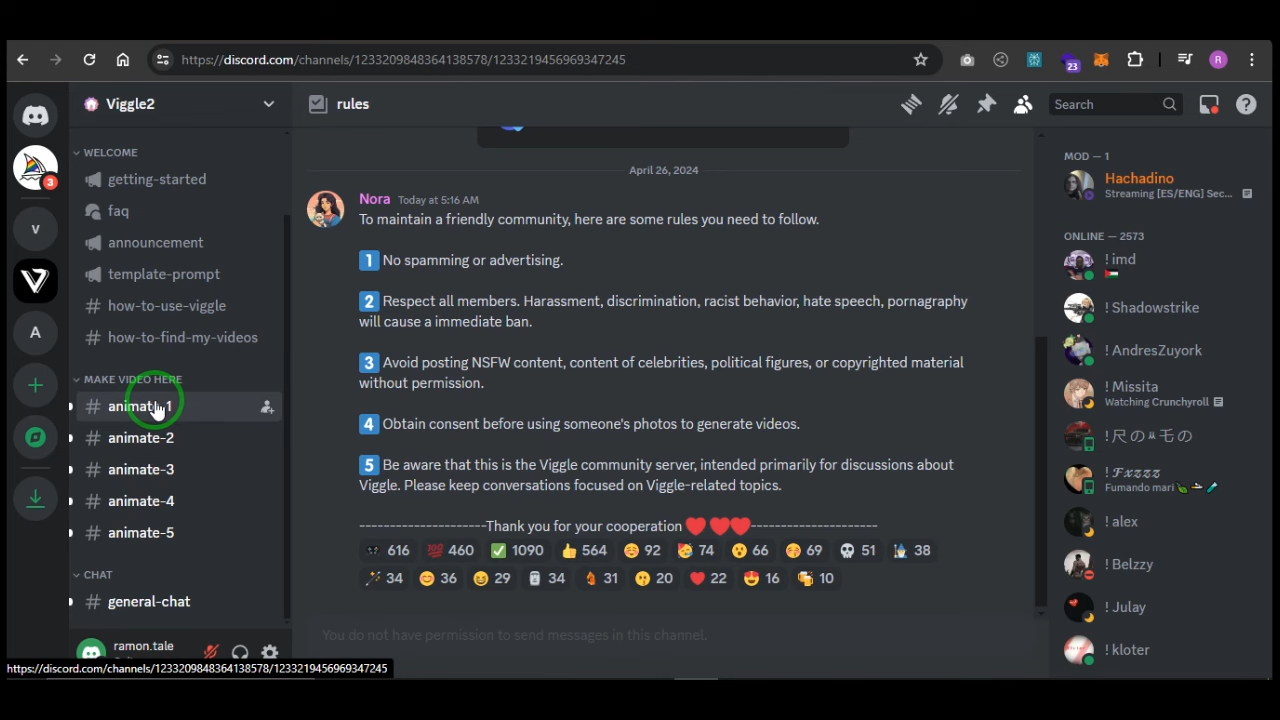 https://discord.com/channels/1233209848364138578/1233219456969347245
23
R
Viggle2
rules
Search
3
V
A
WELCOME
getting-started
faq
announcement
template-prompt
how-to-use-viggle
how-to-find-my-videos
MAKE VIDEO HERE
animate-1
animate-2
animate-3
animate-4
animate-5
CHAT
general-chat
ramon.tale
https://discord.com/channels/1233209848364138578/1233219456969347245
April 26, 2024
Nora Today at 5:16 AM
To maintain a friendly community, here are some rules you need to follow.
1 No spamming or advertising.
2 Respect all members. Harassment, discrimination, racist behavior, hate speech, pornagraphy
will cause a immediate ban.
3 Avoid posting NSFW content, content of celebrities, political figures, or copyrighted material
without permission.
4 Obtain consent before using someone's photos to generate videos.
5 Be aware that this is the Viggle community server, intended primarily for discussions about
Viggle. Please keep conversations focused on Viggle-related topics.
---------------------Thank you for your cooperation ❤️❤️❤️---------------------
616 💯 460 ✅ 1090 👍 564 🥰 92 🥳 74 😮 66 😚 69 💀 51 38
34 😊 36 😆 29 34 31 🤫 20 ❤️ 22 😍 16 🍻 10
You do not have permission to send messages in this channel.
MOD — 1
Hachadino
Streaming [ES/ENG] Sec...
ONLINE — 2573
! imd
🇵🇸
! Shadowstrike
! AndresZuyork
! Missita
Watching Crunchyroll
! 𝓕𝔁𝔃𝔃𝔃
Fumando mari
! alex
! Belzzy
! Julay
! kloter